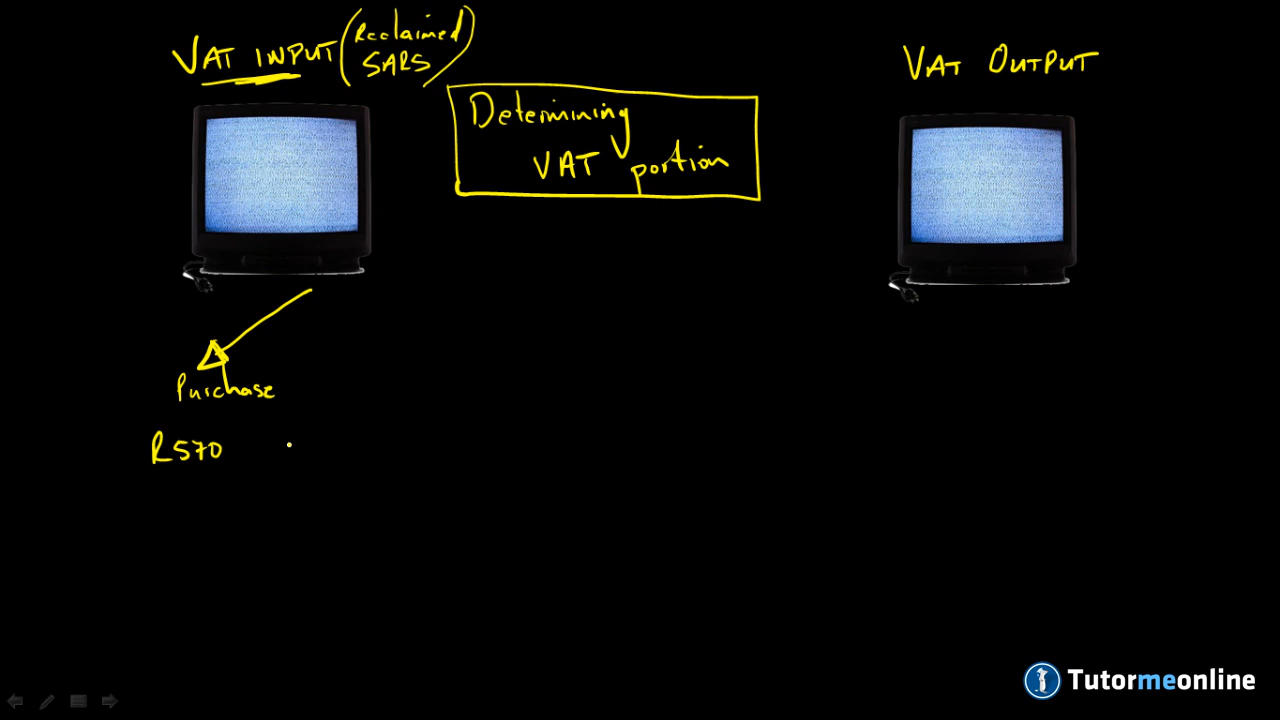 VAT INPUT (Reclaimed
SARS)
Determining
VAT portion
VAT OUTPUT
Purchase
R570
Tutormeonline